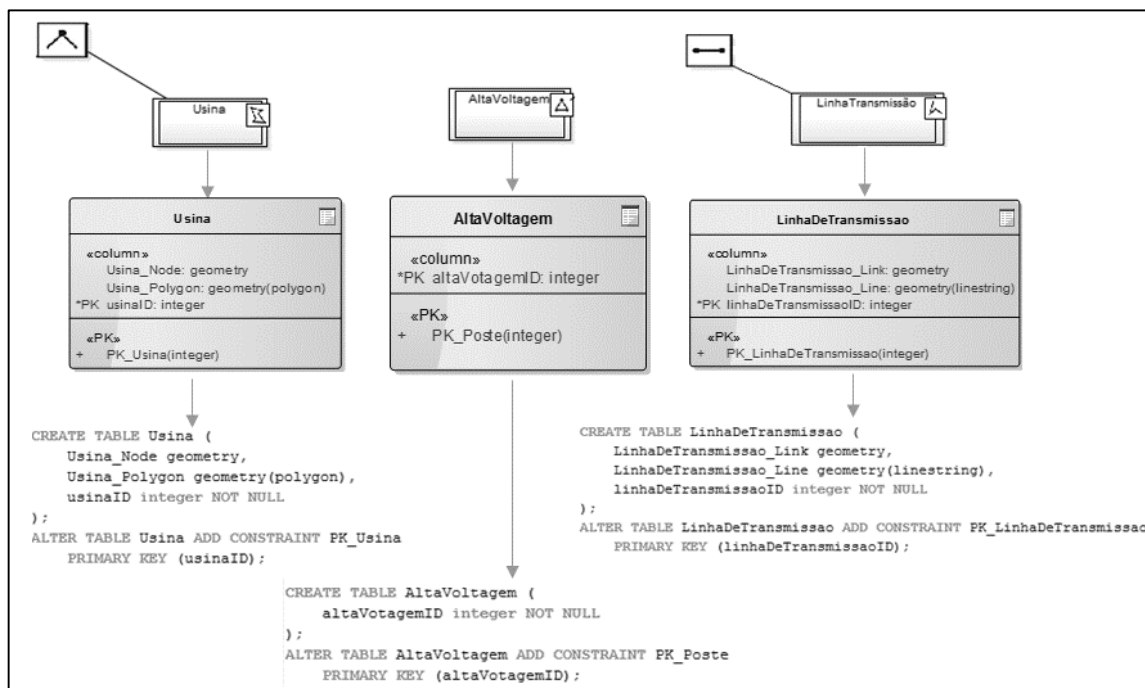 Usina
AltaVoltagem
LinhaTransmissão
Usina
«column»
Usina_Node: geometry
Usina_Polygon: geometry(polygon)
*PK usinaID: integer
«PK»
+ PK_Usina(integer)
AltaVoltagem
«column»
*PK altaVotagemID: integer
«PK»
+ PK_Poste(integer)
LinhaDeTransmissao
«column»
LinhaDeTransmissao_Link: geometry
LinhaDeTransmissao_Line: geometry(linestring)
*PK linhaDeTransmissaoID: integer
«PK»
+ PK_LinhaDeTransmissao(integer)
CREATE TABLE Usina (
Usina_Node geometry,
Usina_Polygon geometry(polygon),
usinaID integer NOT NULL
);
ALTER TABLE Usina ADD CONSTRAINT PK_Usina
PRIMARY KEY (usinaID);
CREATE TABLE AltaVoltagem (
altaVotagemID integer NOT NULL
);
ALTER TABLE AltaVoltagem ADD CONSTRAINT PK_Poste
PRIMARY KEY (altaVotagemID);
CREATE TABLE LinhaDeTransmissao (
LinhaDeTransmissao_Link geometry,
LinhaDeTransmissao_Line geometry(linestring),
linhaDeTransmissaoID integer NOT NULL
);
ALTER TABLE LinhaDeTransmissao ADD CONSTRAINT PK_LinhaDeTransmissao
PRIMARY KEY (linhaDeTransmissaoID);